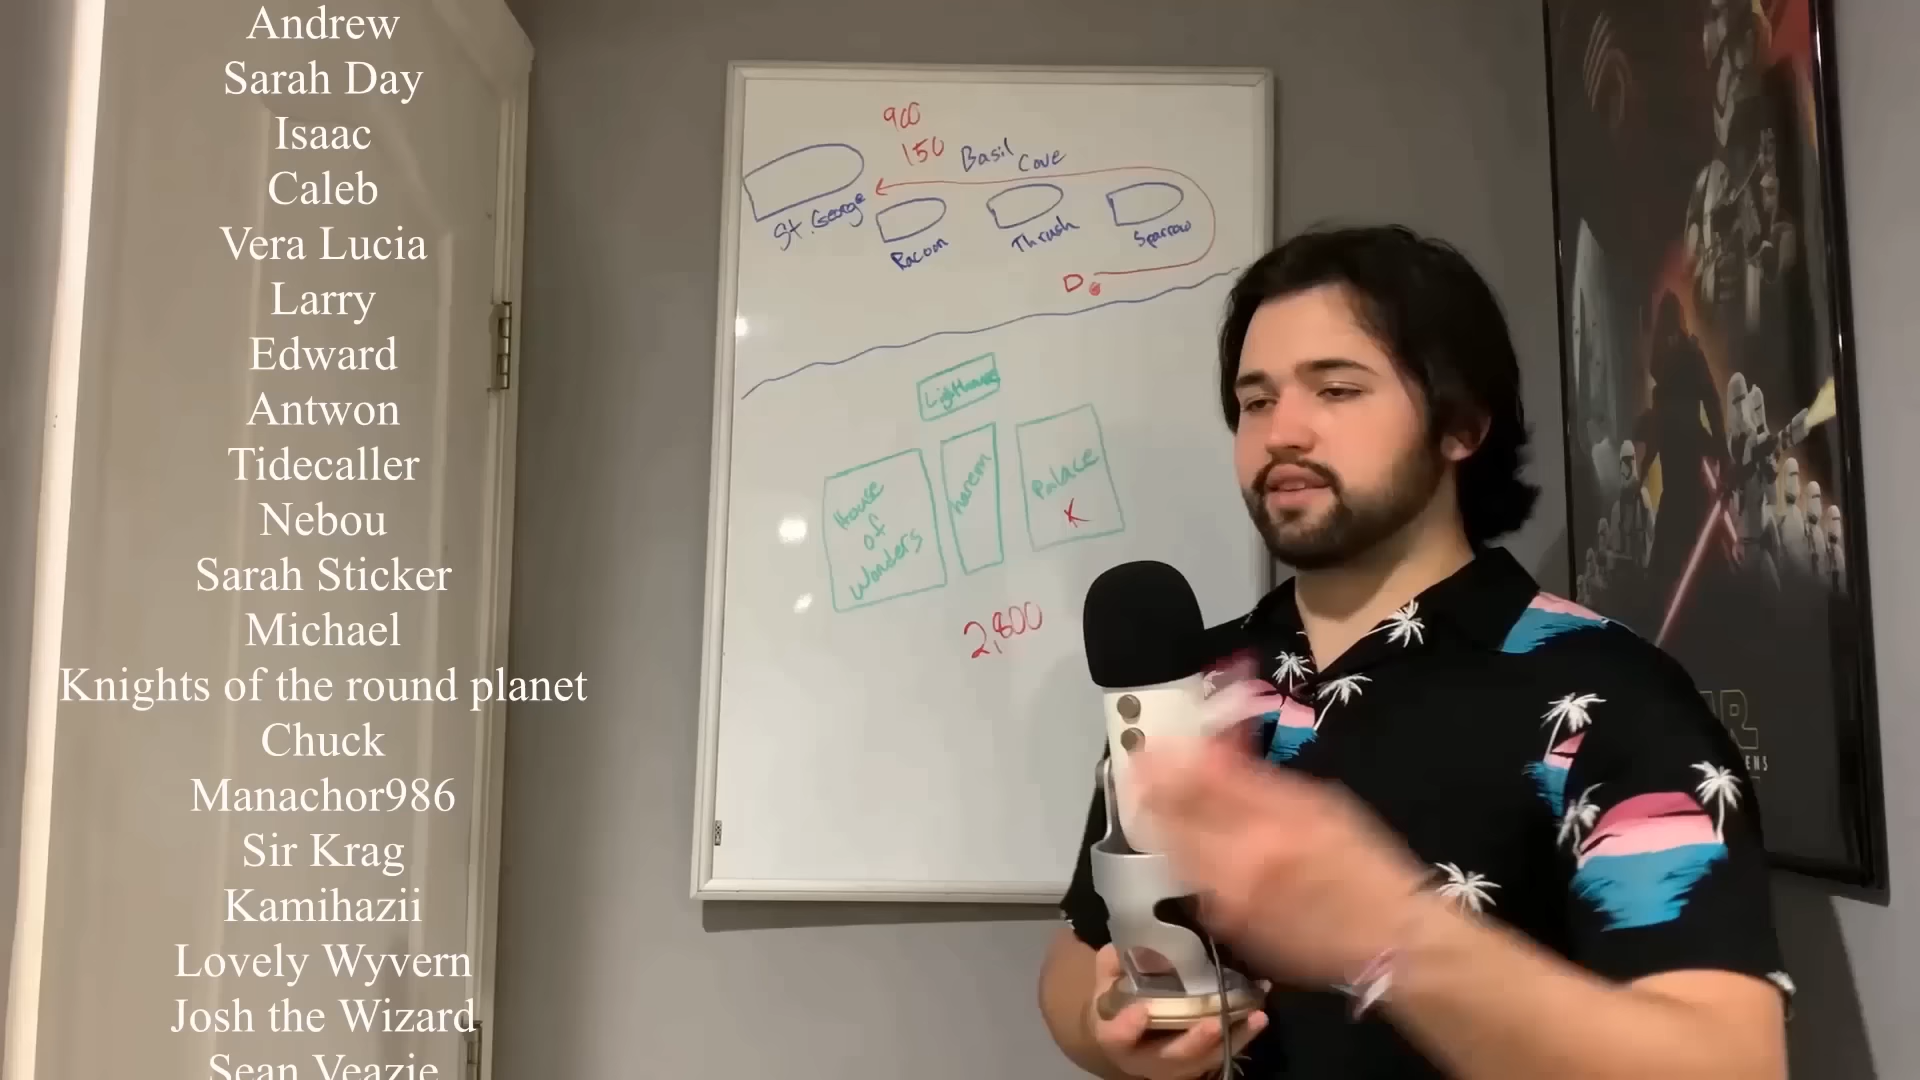 Andrew
Sarah Day
Isaac
Caleb
Vera Lucia
Larry
Edward
Antwon
Tidecaller
Nebou
Sarah Sticker
Michael
Knights of the round planet
Chuck
Manachor986
Sir Krag
Kamihazii
Lovely Wyvern
Josh the Wizard
Sean Veazie
900
150
Basil Cove
St. George
Racoon
Thrush
Sparrow
D
Lighthouse
House
of
Wonders
harem
Palace
K
2,800